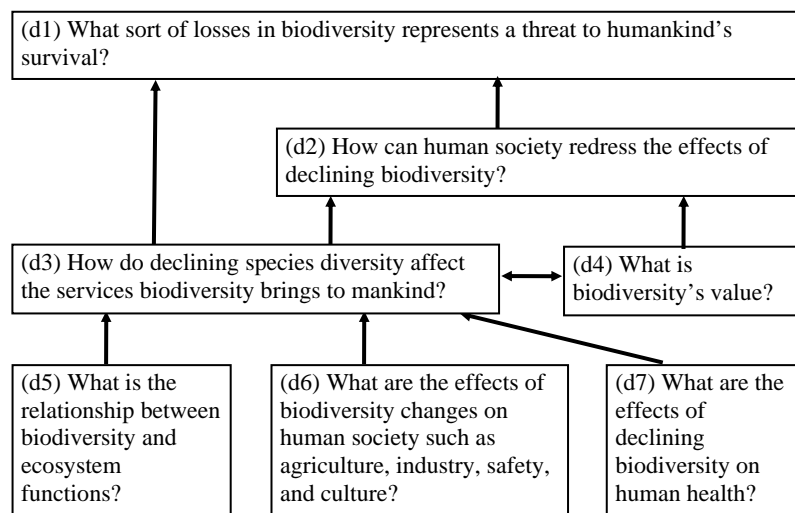 (d1) What sort of losses in biodiversity represents a threat to humankind’s
survival?
(d2) How can human society redress the effects of
declining biodiversity?
(d3) How do declining species diversity affect
the services biodiversity brings to mankind?
(d4) What is
biodiversity’s value?
(d5) What is the
relationship between
biodiversity and
ecosystem
functions?
(d6) What are the effects of
biodiversity changes on
human society such as
agriculture, industry, safety,
and culture?
(d7) What are the
effects of
declining
biodiversity on
human health?